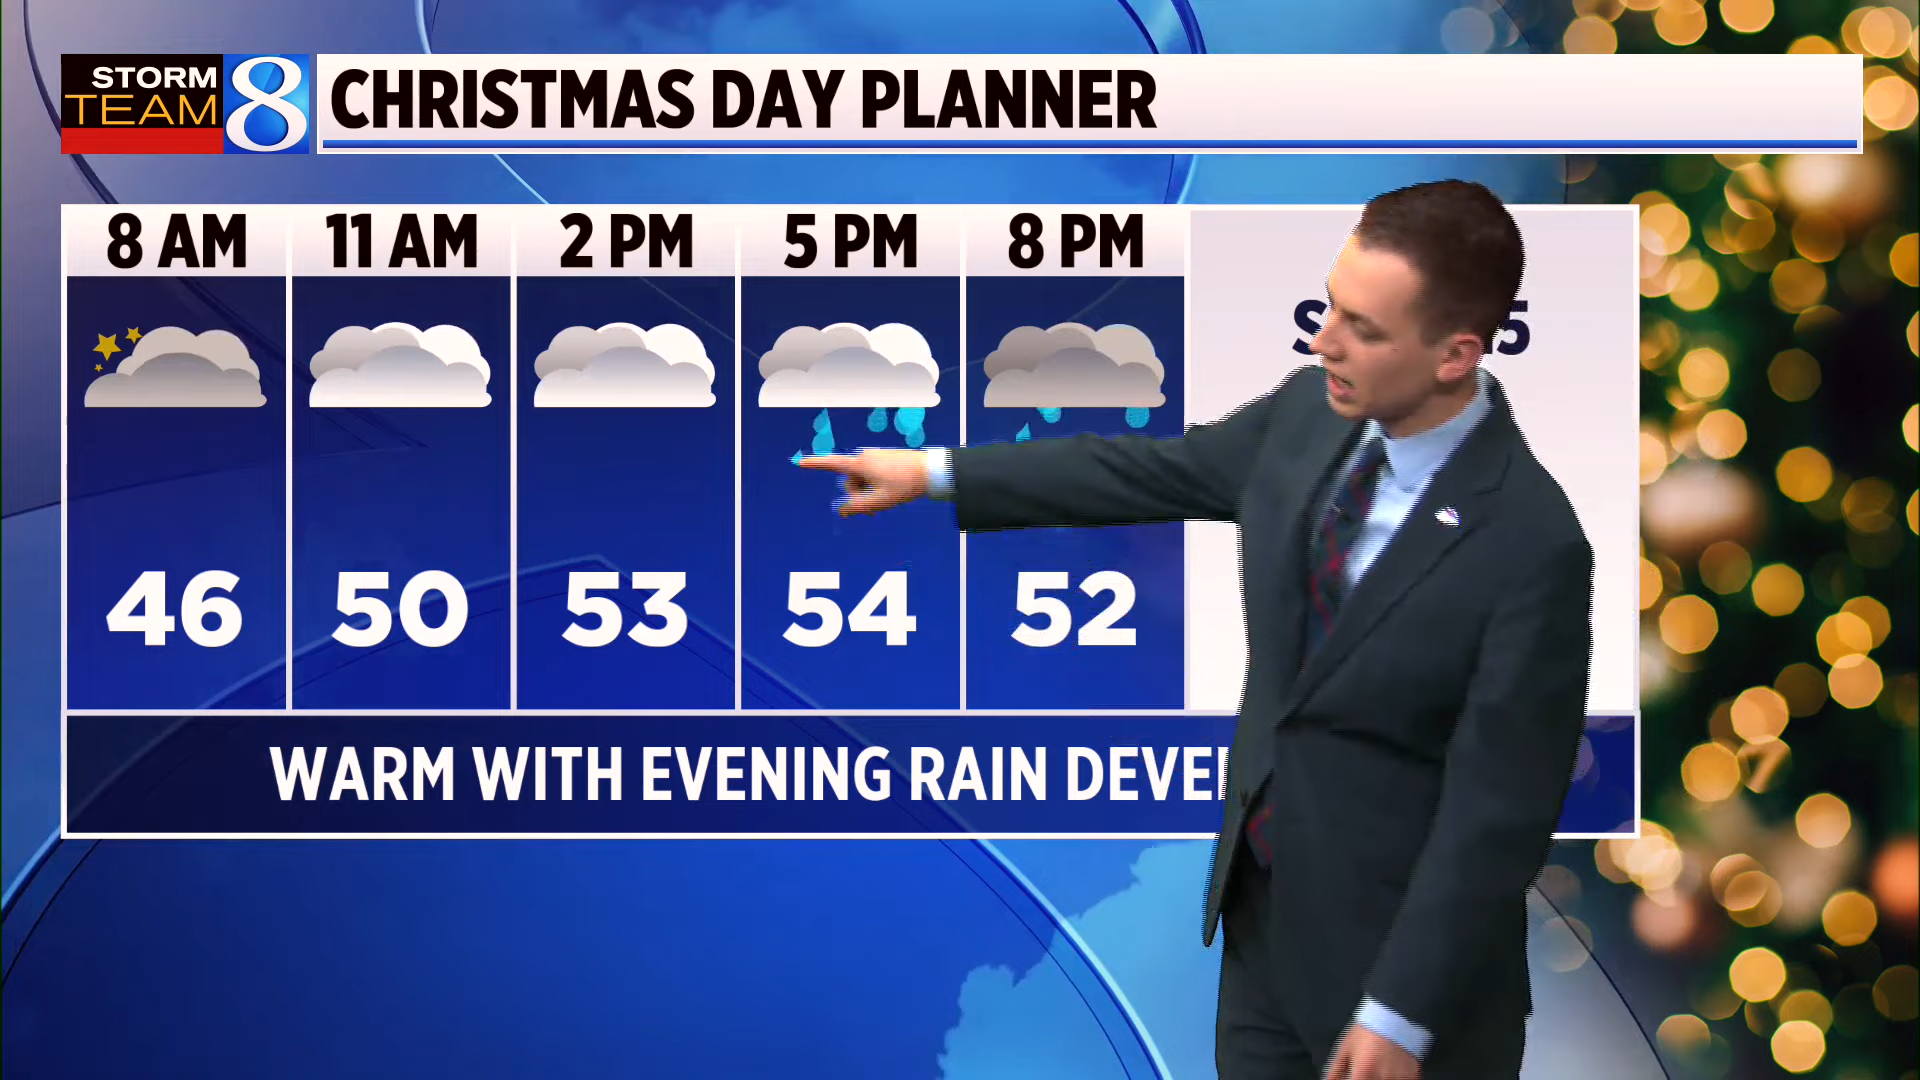 STORM TEAM 8
CHRISTMAS DAY PLANNER
8 AM 11 AM 2 PM 5 PM 8 PM
46 50 53 54 52
WARM WITH EVENING RAIN